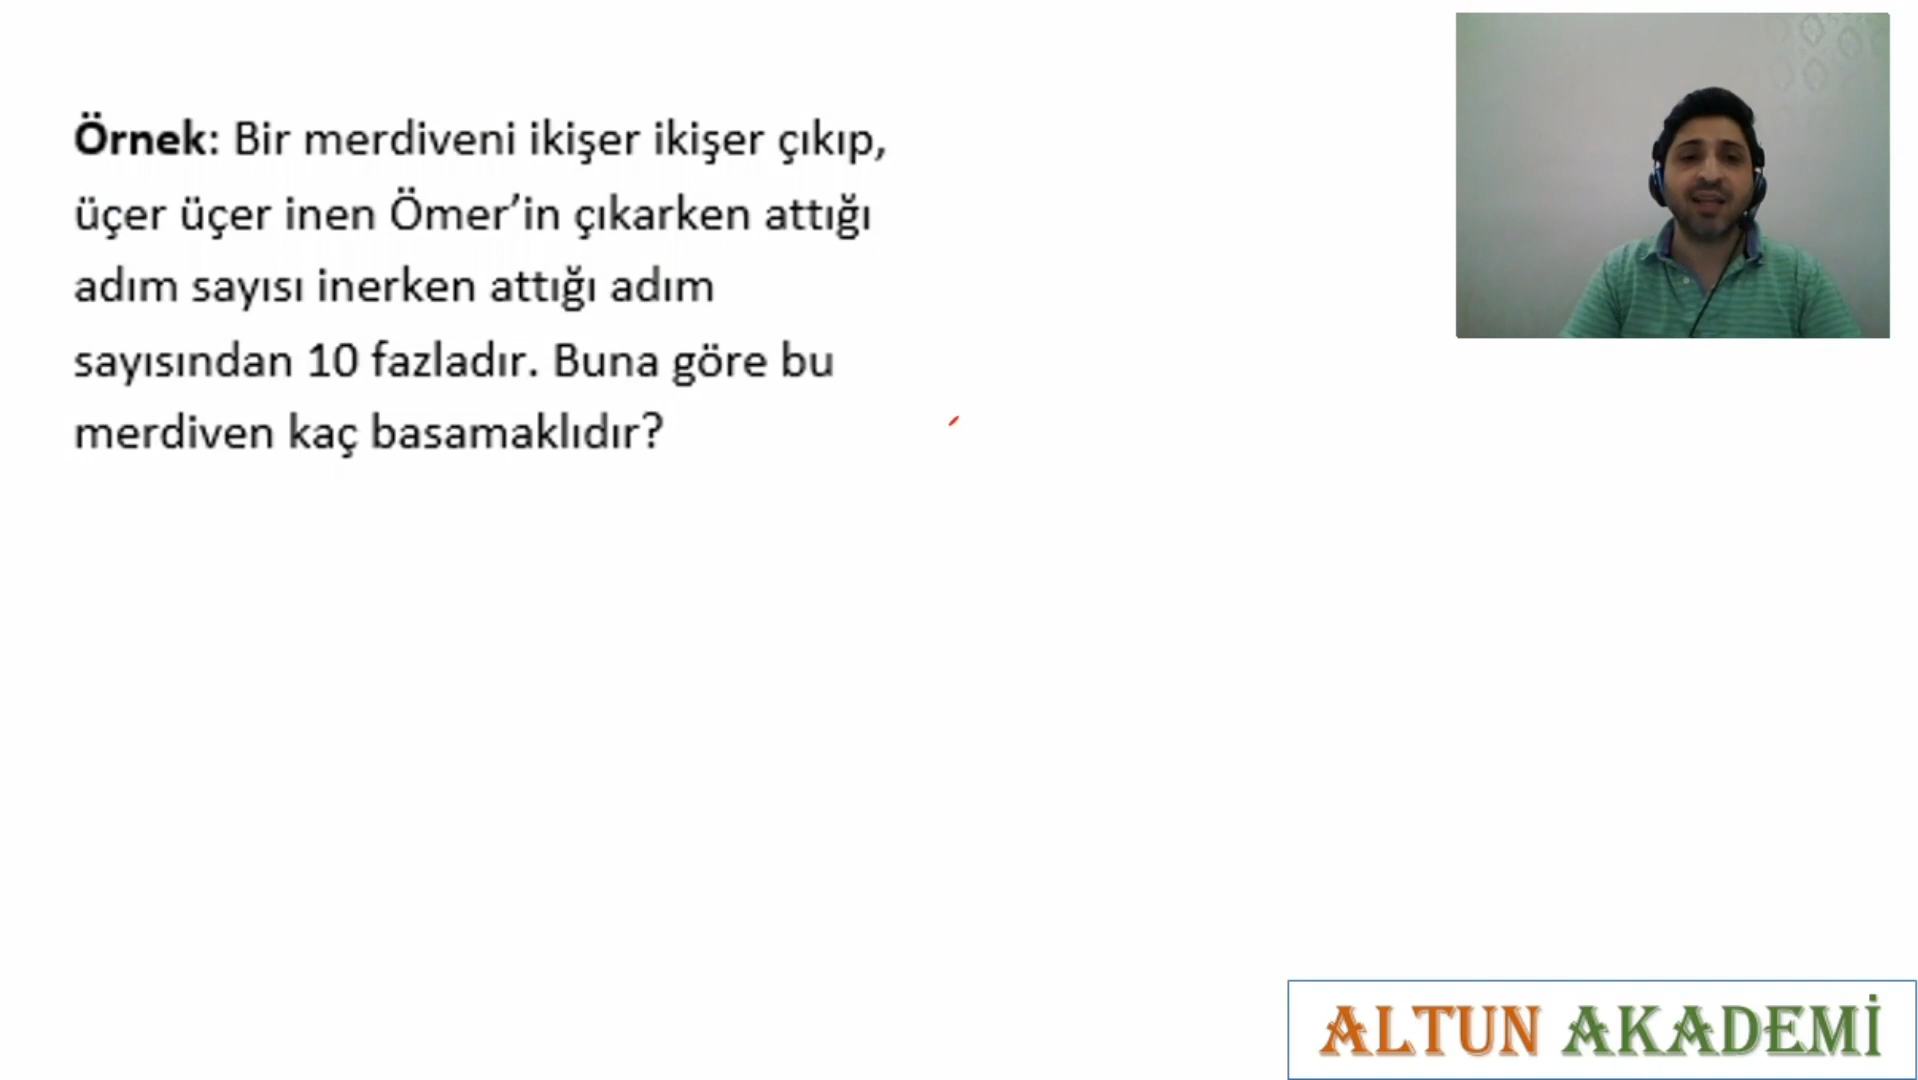 Örnek: Bir merdiveni ikişer ikişer çıkıp,
üçer üçer inen Ömer’in çıkarken attığı
adım sayısı inerken attığı adım
sayısından 10 fazladır. Buna göre bu
merdiven kaç basamaklıdır?
ALTUN AKADEMİ